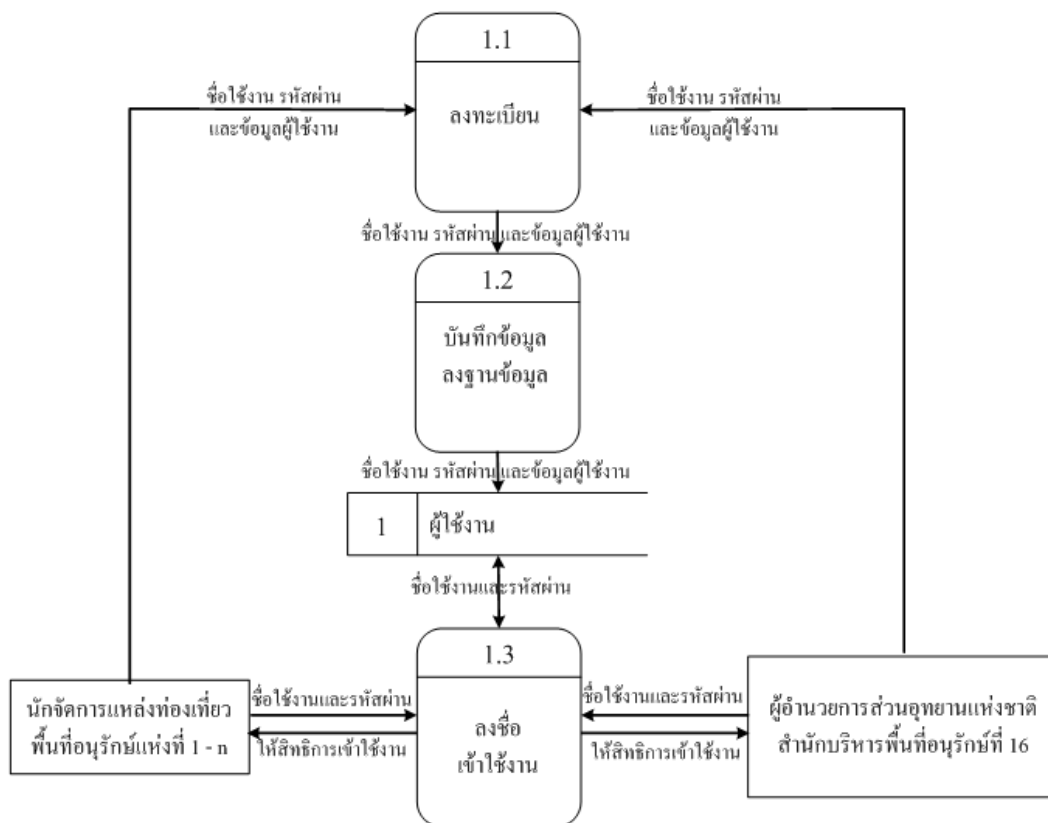 1.1
ลงทะเบียน
ชื่อใช้งาน รหัสผ่าน
และข้อมูลผู้ใช้งาน
ชื่อใช้งาน รหัสผ่าน
และข้อมูลผู้ใช้งาน
ชื่อใช้งาน รหัสผ่าน และข้อมูลผู้ใช้งาน
1.2
บันทึกข้อมูล
ลงฐานข้อมูล
ชื่อใช้งาน รหัสผ่าน และข้อมูลผู้ใช้งาน
1
ผู้ใช้งาน
ชื่อใช้งานและรหัสผ่าน
1.3
ลงชื่อ
เข้าใช้งาน
นักจัดการแหล่งท่องเที่ยว
พื้นที่อนุรักษ์แห่งที่ 1 - n
ชื่อใช้งานและรหัสผ่าน
ให้สิทธิการเข้าใช้งาน
ชื่อใช้งานและรหัสผ่าน
ให้สิทธิการเข้าใช้งาน
ผู้อำนวยการส่วนอุทยานแห่งชาติ
สำนักบริหารพื้นที่อนุรักษ์ที่ 16